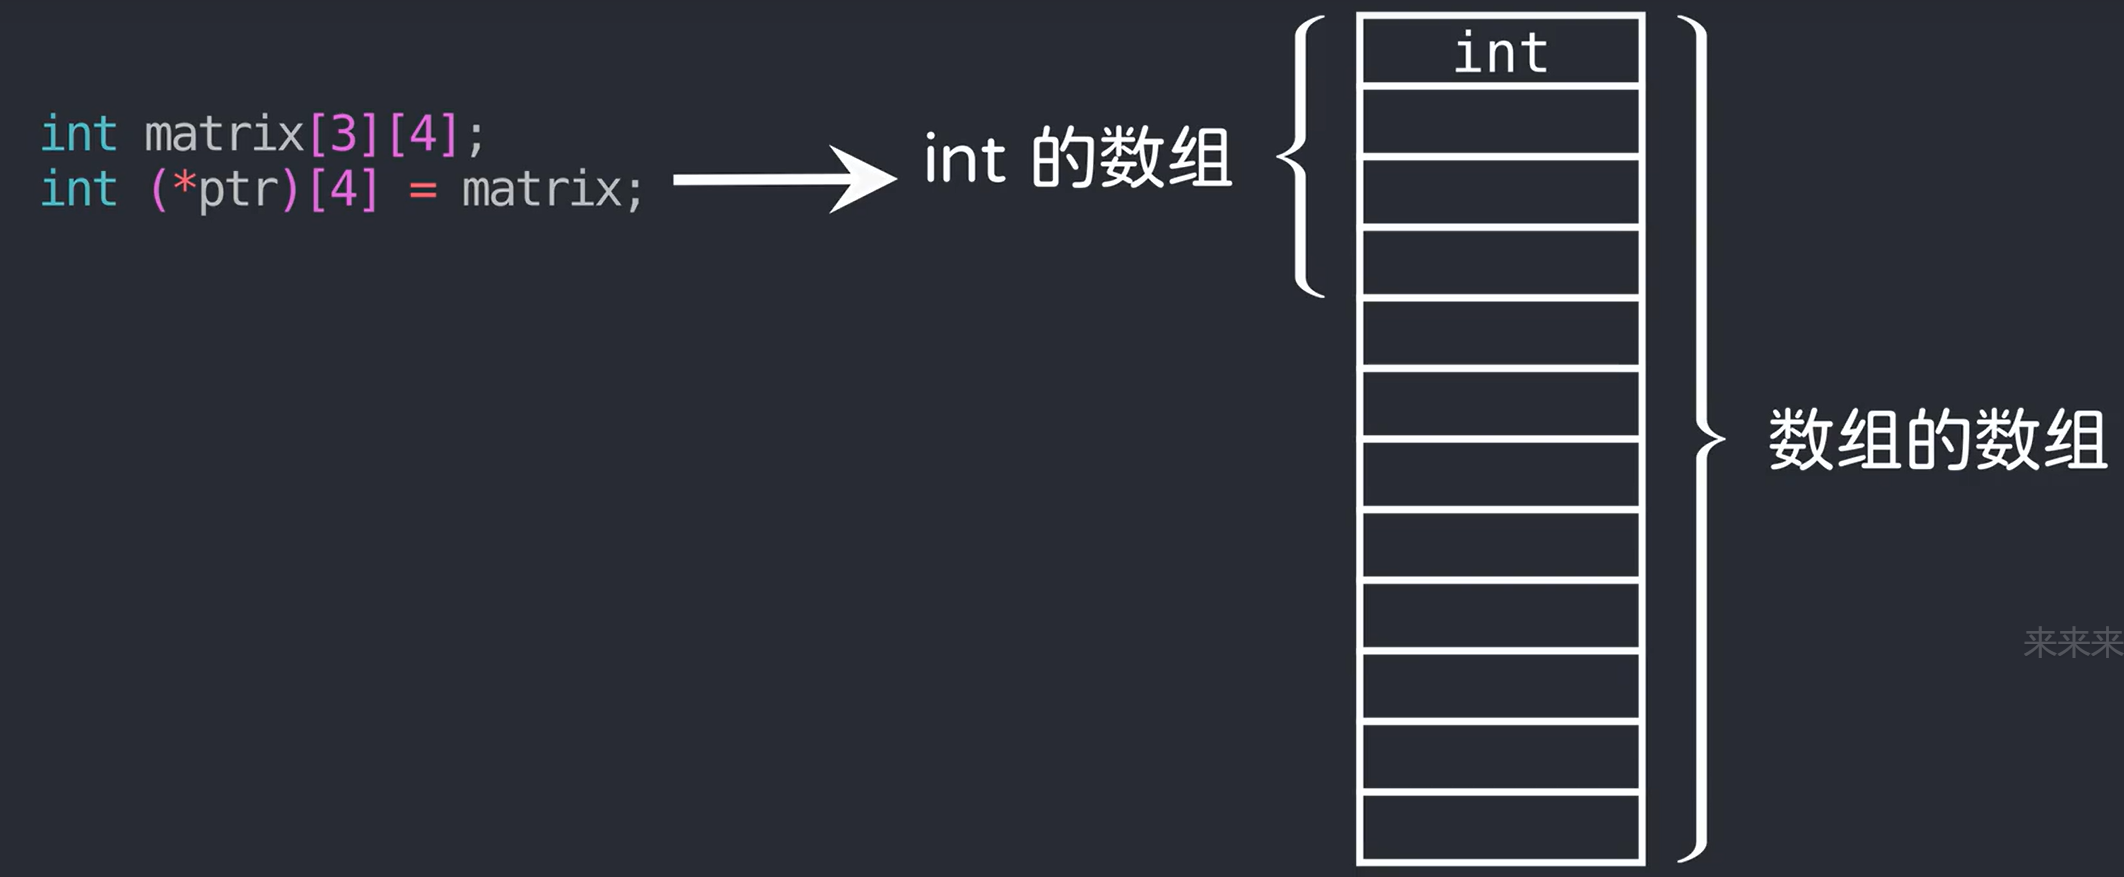 int matrix[3][4];
int (*ptr)[4] = matrix;
int 的数组
int
数组的数组
来来来